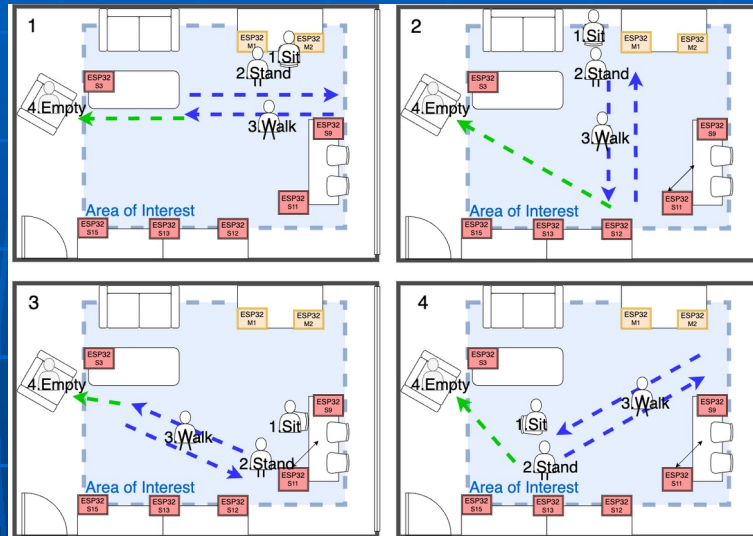 1
ESP32
M1
ESP32
M2
1.Sit
2.Stand
ESP32
S3
4.Empty
3.Walk
ESP32
S9
ESP32
S11
Area of Interest
ESP32
S15
ESP32
S13
ESP32
S12
2
1.Sit
ESP32
M1
ESP32
M2
2.Stand
ESP32
S3
4.Empty
3.Walk
ESP32
S9
ESP32
S11
Area of Interest
ESP32
S15
ESP32
S13
ESP32
S12
3
ESP32
M1
ESP32
M2
ESP32
S3
4.Empty
ESP32
S9
1.Sit
3.Walk
2.Stand
ESP32
S11
Area of Interest
ESP32
S15
ESP32
S13
ESP32
S12
4
ESP32
M1
ESP32
M2
ESP32
S3
4.Empty
3.Walk
ESP32
S9
1.Sit
2.Stand
ESP32
S11
Area of Interest
ESP32
S15
ESP32
S13
ESP32
S12